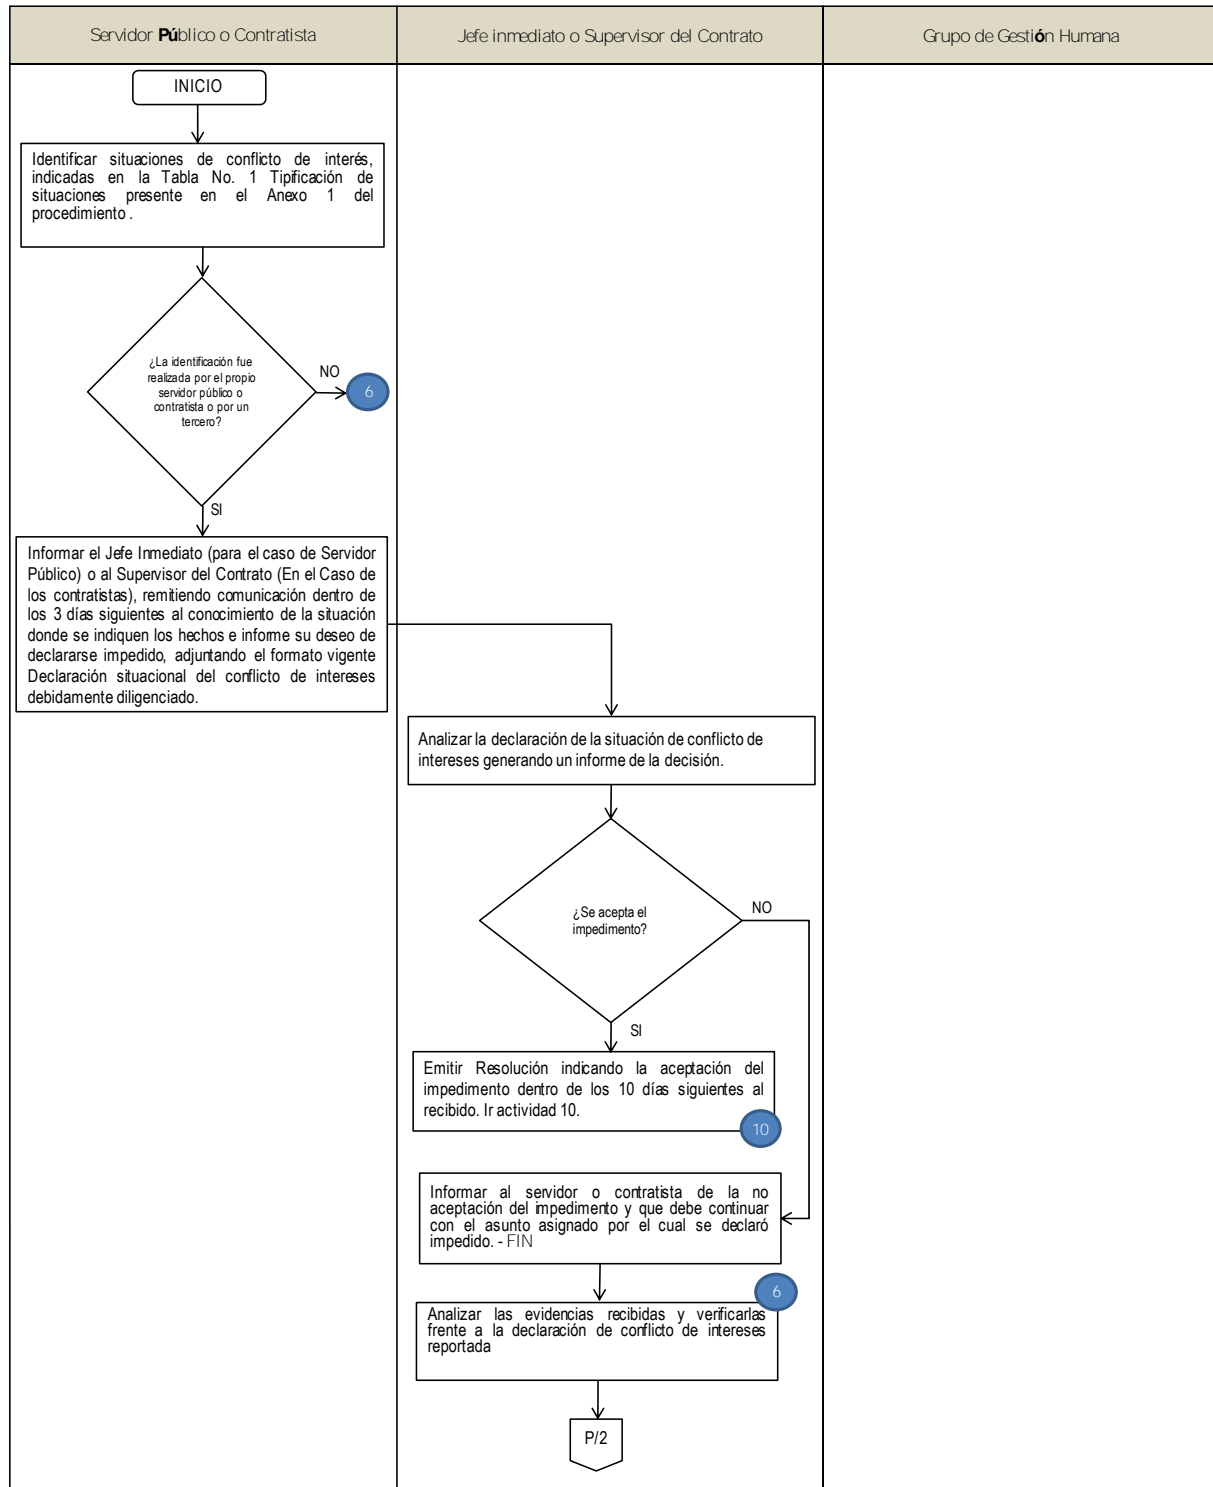 Servidor Público o Contratista
Jefe inmediato o Supervisor del Contrato
Grupo de Gestión Humana
INICIO
Identificar situaciones de conflicto de interés,
indicadas en la Tabla No. 1 Tipificación de
situaciones presente en el Anexo 1 del
procedimiento .
¿La identificación fue
realizada por el propio
servidor público o
contratista o por un
tercero?
NO
6
SI
Informar el Jefe Inmediato (para el caso de Servidor
Público) o al Supervisor del Contrato (En el Caso de
los contratistas), remitiendo comunicación dentro de
los 3 días siguientes al conocimiento de la situación
donde se indiquen los hechos e informe su deseo de
declararse impedido, adjuntando el formato vigente
Declaración situacional del conflicto de intereses
debidamente diligenciado.
Analizar la declaración de la situación de conflicto de
intereses generando un informe de la decisión.
¿Se acepta el
impedimento?
NO
SI
Emitir Resolución indicando la aceptación del
impedimento dentro de los 10 días siguientes al
recibido. Ir actividad 10.
10
Informar al servidor o contratista de la no
aceptación del impedimento y que debe continuar
con el asunto asignado por el cual se declaró
impedido. - FIN
6
Analizar las evidencias recibidas y verificarlas
frente a la declaración de conflicto de intereses
reportada
P/2